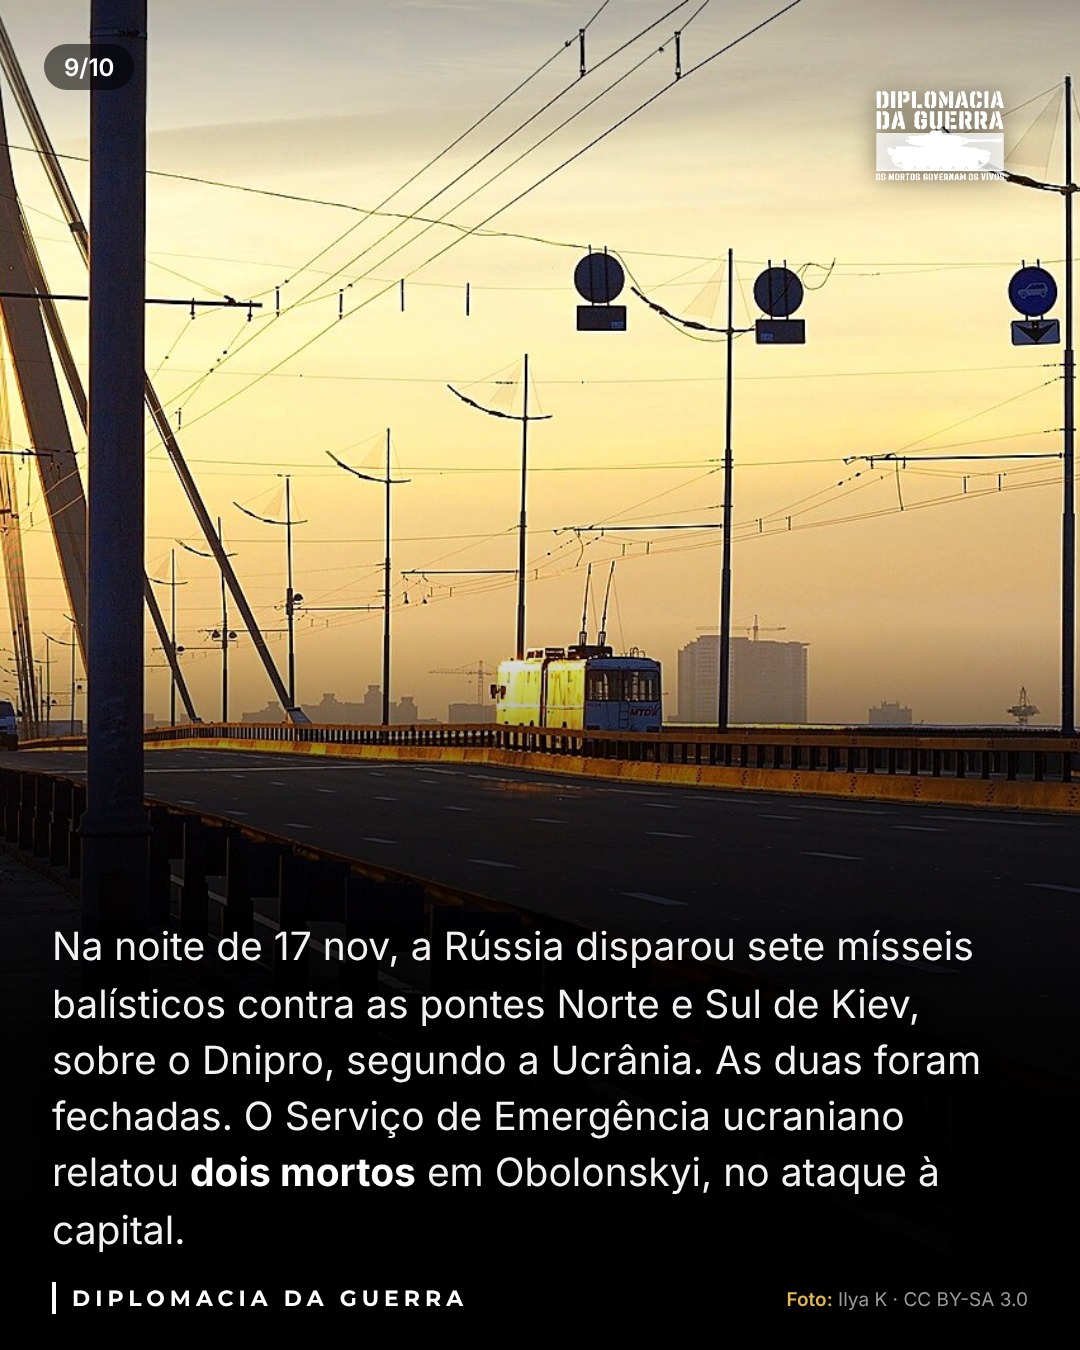 9/10
DIPLOMACIA
DA GUERRA
OS MORTOS GOVERNAM OS VIVOS
MTD
Na noite de 17 nov, a Rússia disparou sete mísseis
balísticos contra as pontes Norte e Sul de Kiev,
sobre o Dnipro, segundo a Ucrânia. As duas foram
fechadas. O Serviço de Emergência ucraniano
relatou dois mortos em Obolonskyi, no ataque à
capital.
DIPLOMACIA DA GUERRA
Foto: Ilya K · CC BY-SA 3.0